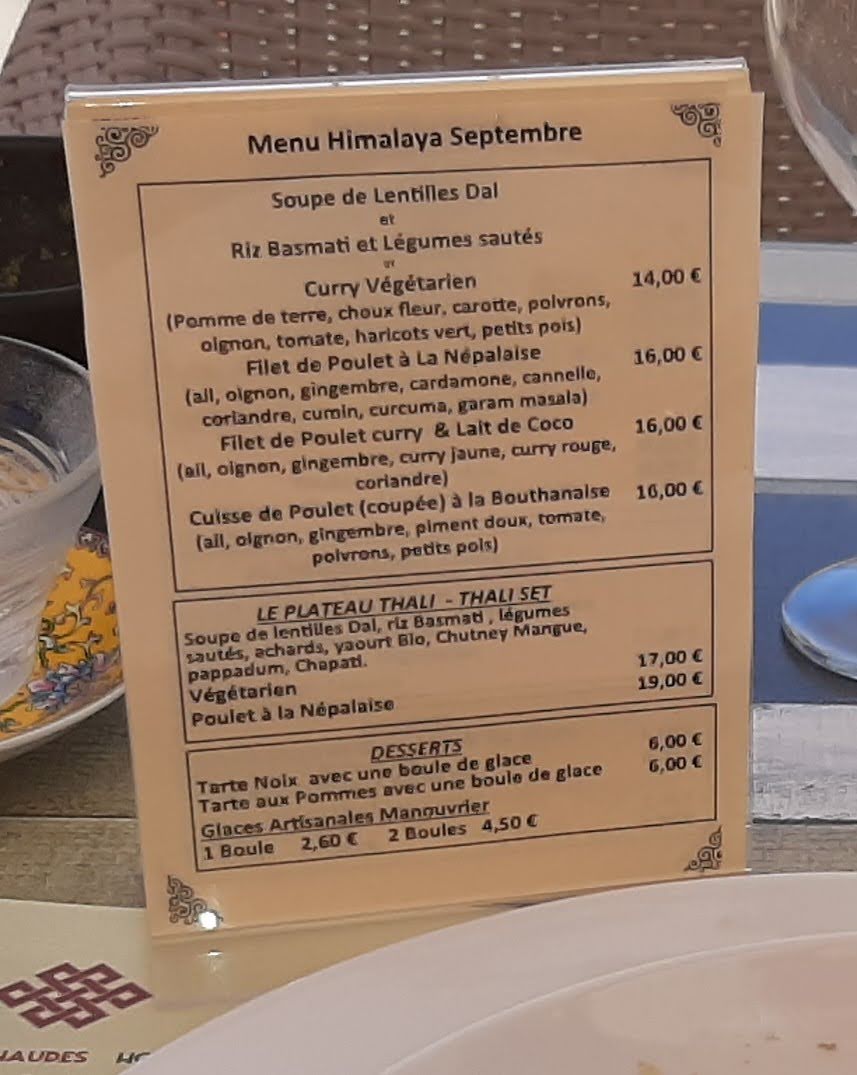 Menu Himalaya Septembre
Soupe de Lentilles Dal
et
Riz Basmati et Légumes sautés
Curry Végétarien 14,00 €
(Pomme de terre, choux fleur, carotte, poivrons,
oignon, tomate, haricots vert, petits pois)
Filet de Poulet à La Népalaise 16,00 €
(ail, oignon, gingembre, cardamone, cannelle,
coriandre, cumin, curcuma, garam masala)
Filet de Poulet curry & Lait de Coco 16,00 €
(ail, oignon, gingembre, curry jaune, curry rouge,
coriandre)
Cuisse de Poulet (coupée) à la Bouthanaise 16,00 €
(ail, oignon, gingembre, piment doux, tomate,
poivrons, petits pois)
LE PLATEAU THALI - THALI SET
Soupe de lentilles Dal, riz Basmati , légumes
sautés, achards, yaourt Bio, Chutney Mangue,
pappadum, Chapati.
Végétarien 17,00 €
Poulet à la Népalaise 19,00 €
DESSERTS
Tarte Noix avec une boule de glace 6,00 €
Tarte aux Pommes avec une boule de glace 6,00 €
Glaces Artisanales Manouvrier
1 Boule 2,60 € 2 Boules 4,50 €